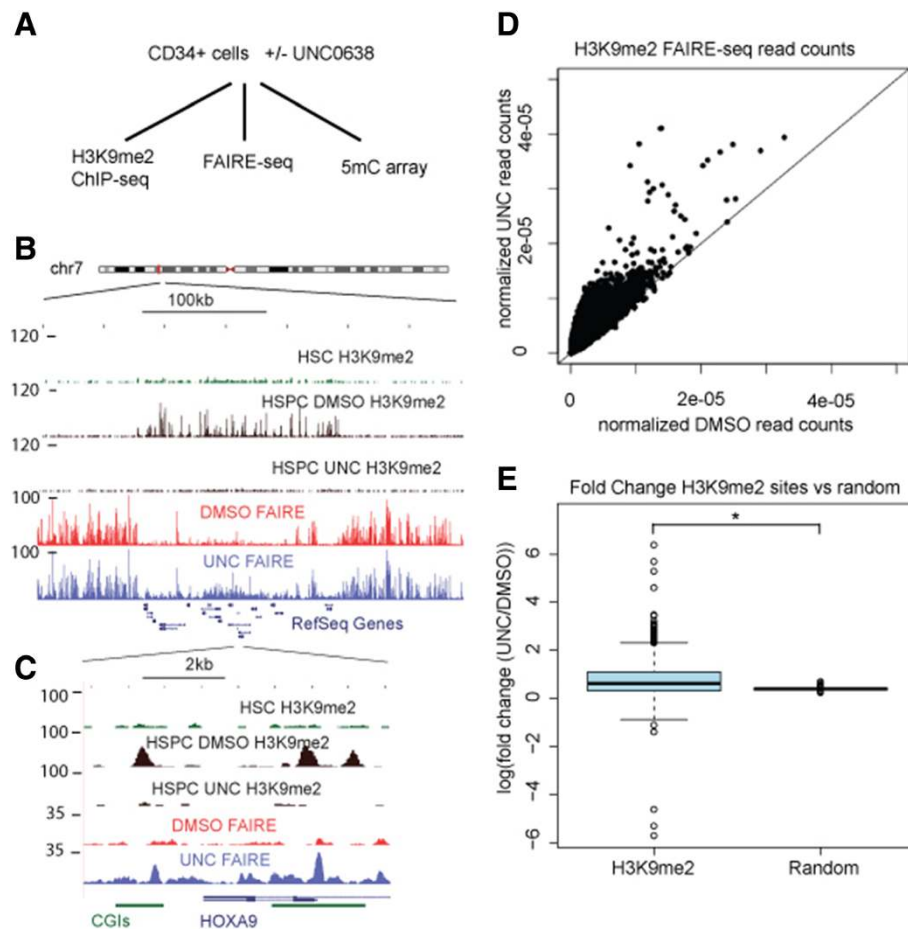 A
CD34+ cells +/- UNC0638
H3K9me2
ChIP-seq
FAIRE-seq
5mC array
B
chr7
100kb
120
HSC H3K9me2
120
HSPC DMSO H3K9me2
120
HSPC UNC H3K9me2
100
DMSO FAIRE
100
UNC FAIRE
RefSeq Genes
C
2kb
100
HSC H3K9me2
100
HSPC DMSO H3K9me2
100
HSPC UNC H3K9me2
35
DMSO FAIRE
35
UNC FAIRE
CGIs
HOXA9
D
H3K9me2 FAIRE-seq read counts
normalized UNC read counts
4e-05
2e-05
0
0
2e-05
4e-05
normalized DMSO read counts
E
Fold Change H3K9me2 sites vs random
*
log(fold change (UNC/DMSO))
6
4
2
0
−2
−4
−6
H3K9me2
Random